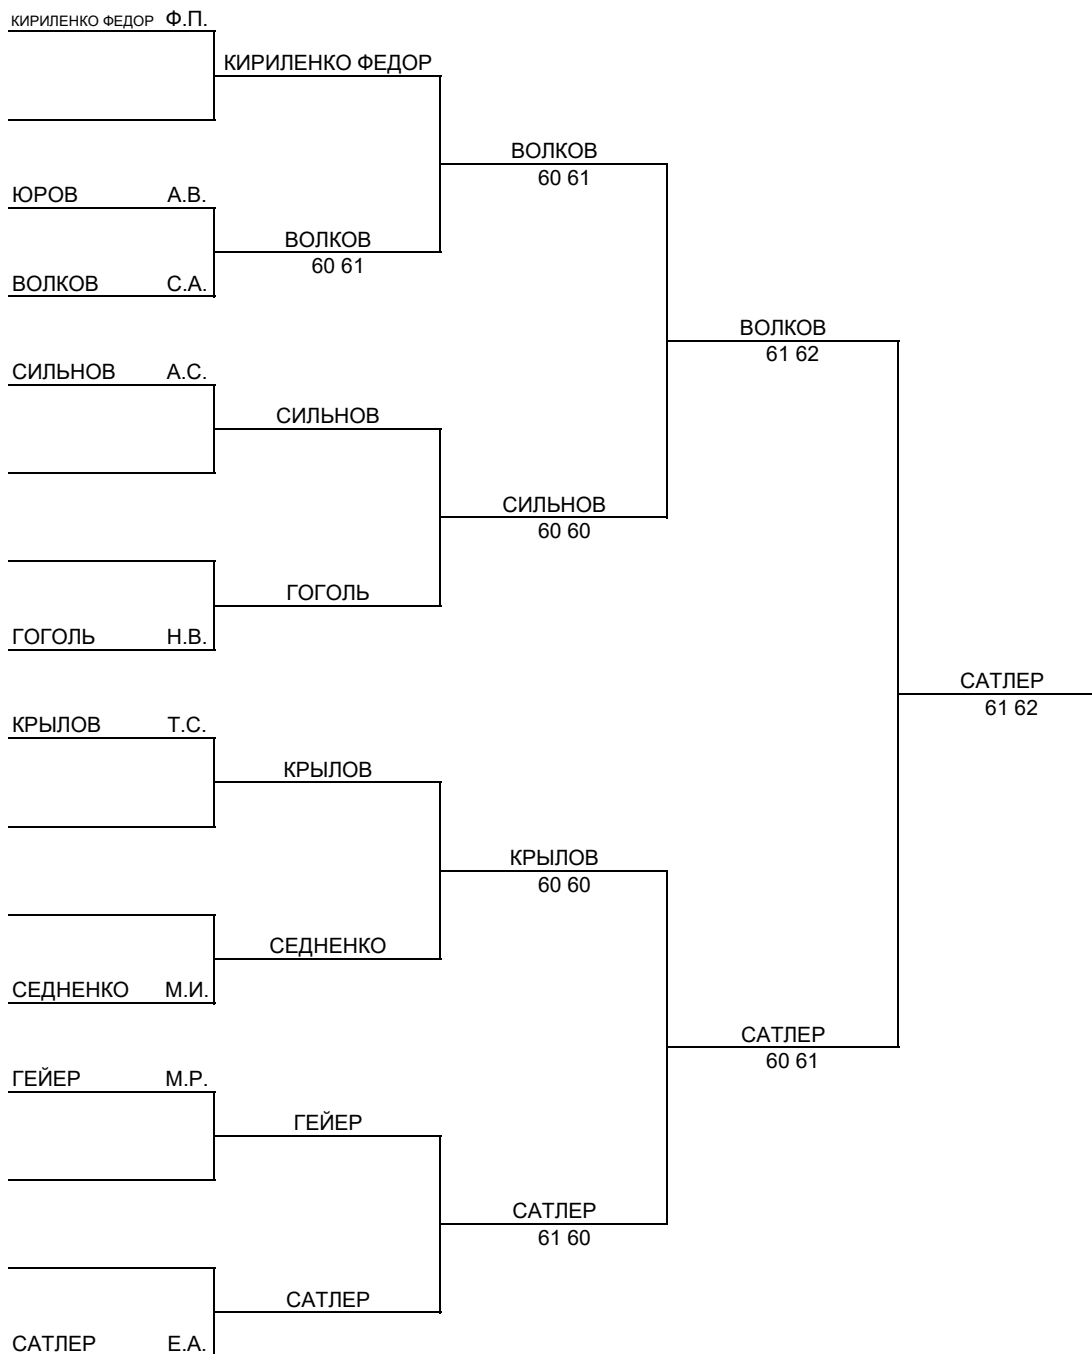 КИРИЛЕНКО ФЕДОР Ф.П.
КИРИЛЕНКО ФЕДОР
ВОЛКОВ
60 61
ЮРОВ А.В.
ВОЛКОВ
60 61
ВОЛКОВ С.А.
ВОЛКОВ
61 62
СИЛЬНОВ А.С.
СИЛЬНОВ
СИЛЬНОВ
60 60
ГОГОЛЬ
ГОГОЛЬ Н.В.
САТЛЕР
61 62
КРЫЛОВ Т.С.
КРЫЛОВ
КРЫЛОВ
60 60
СЕДНЕНКО
СЕДНЕНКО М.И.
САТЛЕР
60 61
ГЕЙЕР М.Р.
ГЕЙЕР
САТЛЕР
61 60
САТЛЕР
САТЛЕР Е.А.